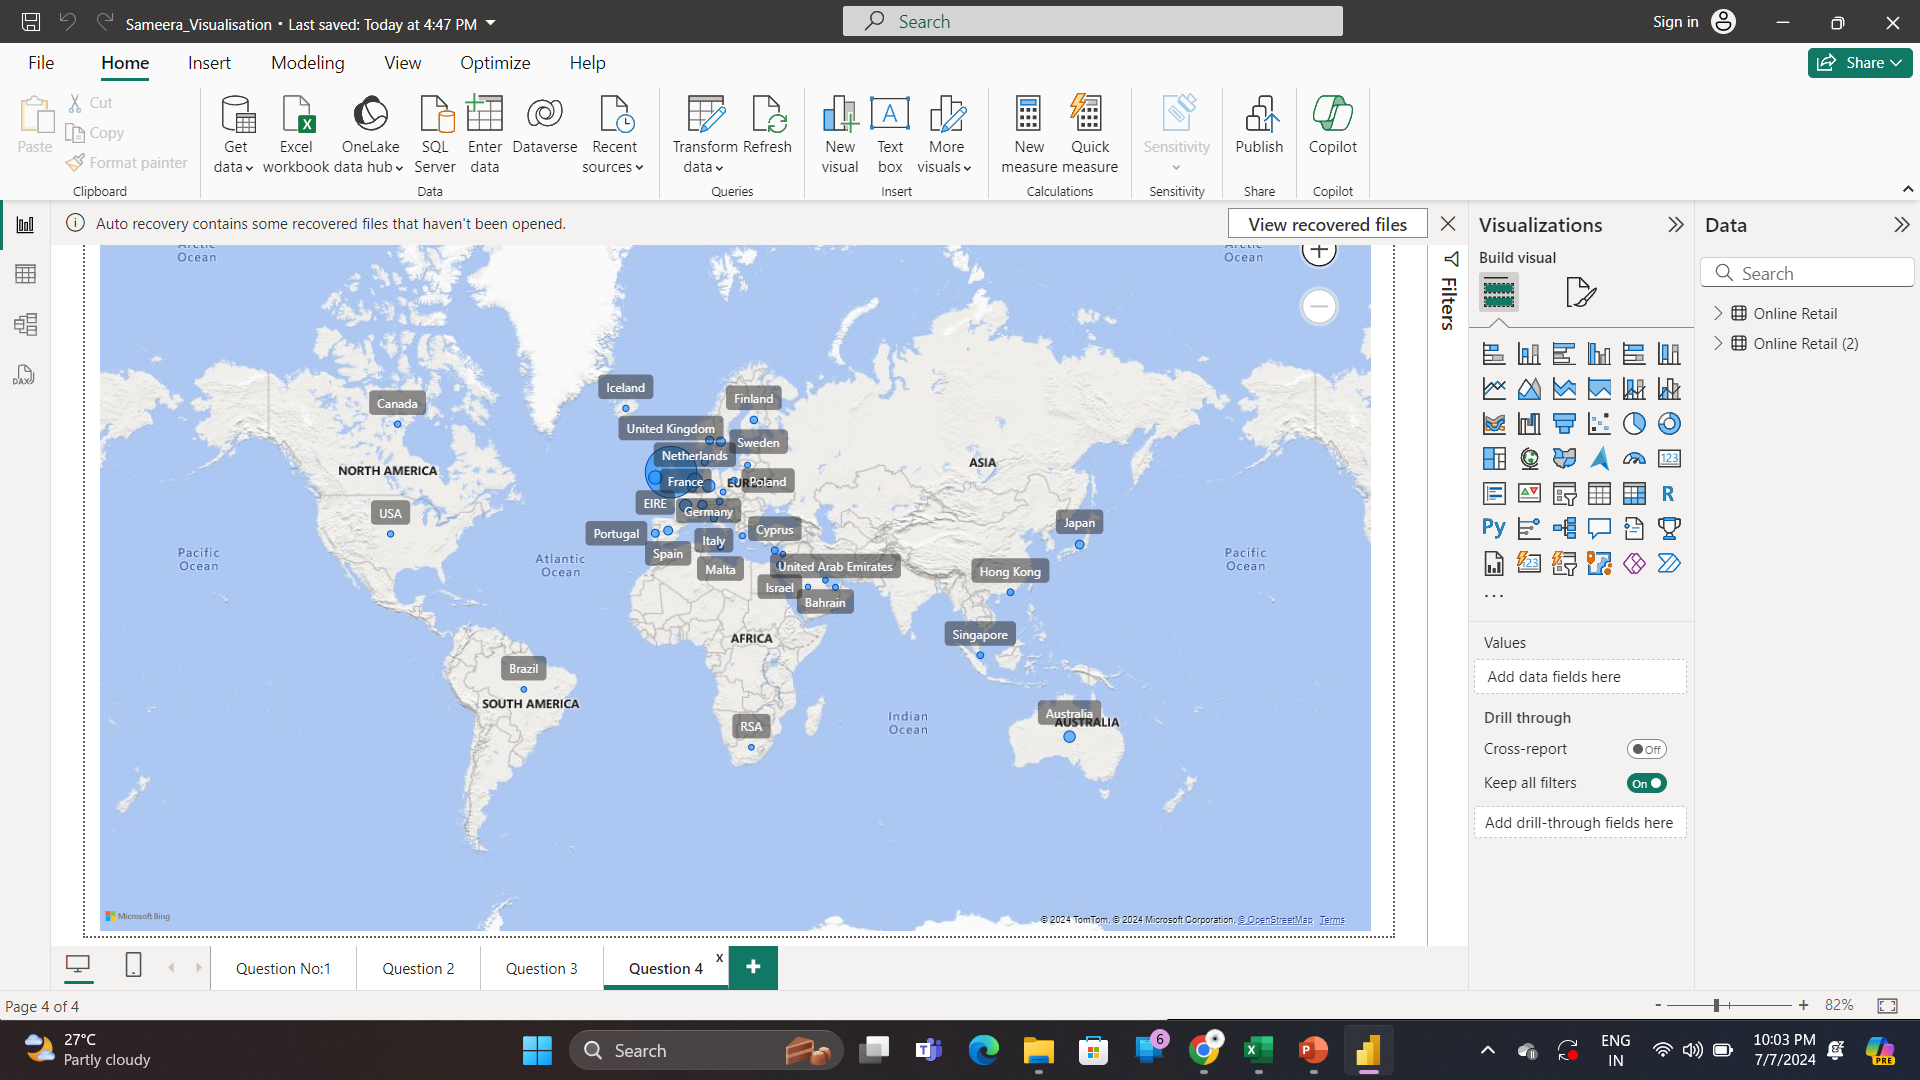 Sameera_Visualisation • Last saved: Today at 4:47 PM
Search
Sign in
File
Home
Insert
Modeling
View
Optimize
Help
Share
Paste
Cut
Copy
Format painter
Clipboard
Get data
Excel workbook
OneLake data hub
SQL Server
Enter data
Dataverse
Recent sources
Data
Transform data
Refresh
Queries
New visual
Text box
More visuals
Insert
New measure
Quick measure
Calculations
Sensitivity
Sensitivity
Publish
Share
Copilot
Copilot
Auto recovery contains some recovered files that haven't been opened.
View recovered files
Arctic
Ocean
Arctic
Ocean
Iceland
Canada
Finland
United Kingdom
Sweden
Netherlands
NORTH AMERICA
ASIA
France
Poland
EIRE
USA
Germany
Japan
Portugal
Cyprus
Italy
Spain
Pacific
Ocean
Atlantic
Ocean
Pacific
Ocean
Malta
United Arab Emirates
Hong Kong
Israel
Bahrain
AFRICA
Singapore
Brazil
SOUTH AMERICA
RSA
Indian
Ocean
Australia
AUSTRALIA
Microsoft Bing
© 2024 TomTom, © 2024 Microsoft Corporation, © OpenStreetMap Terms
Filters
Visualizations
Build visual
R
Py
123
123
Values
Add data fields here
Drill through
Cross-report
Off
Keep all filters
On
Add drill-through fields here
Data
Search
Online Retail
Online Retail (2)
DAX
Question No:1
Question 2
Question 3
Question 4
x
+
Page 4 of 4
- + 82%
27°C
Partly cloudy
Search
6
ENG
IN
10:03 PM
7/7/2024
PRE